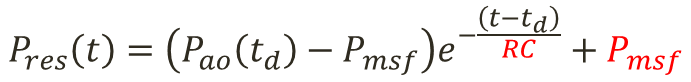 P_res(t) = (P_ao(t_d) − P_msf)e^{−(t−t_d)/RC} + P_msf